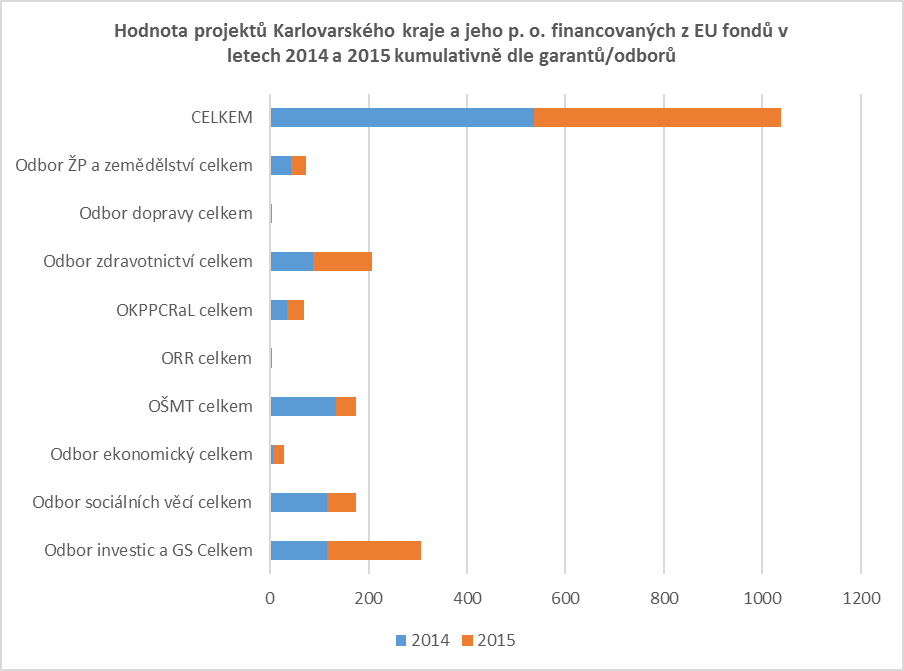 Hodnota projektů Karlovarského kraje a jeho p. o. financovaných z EU fondů v
letech 2014 a 2015 kumulativně dle garantů/odborů
CELKEM
Odbor ŽP a zemědělství celkem
Odbor dopravy celkem
Odbor zdravotnictví celkem
OKPPCRaL celkem
ORR celkem
OŠMT celkem
Odbor ekonomický celkem
Odbor sociálních věcí celkem
Odbor investic a GS Celkem
0 200 400 600 800 1000 1200
2014 2015